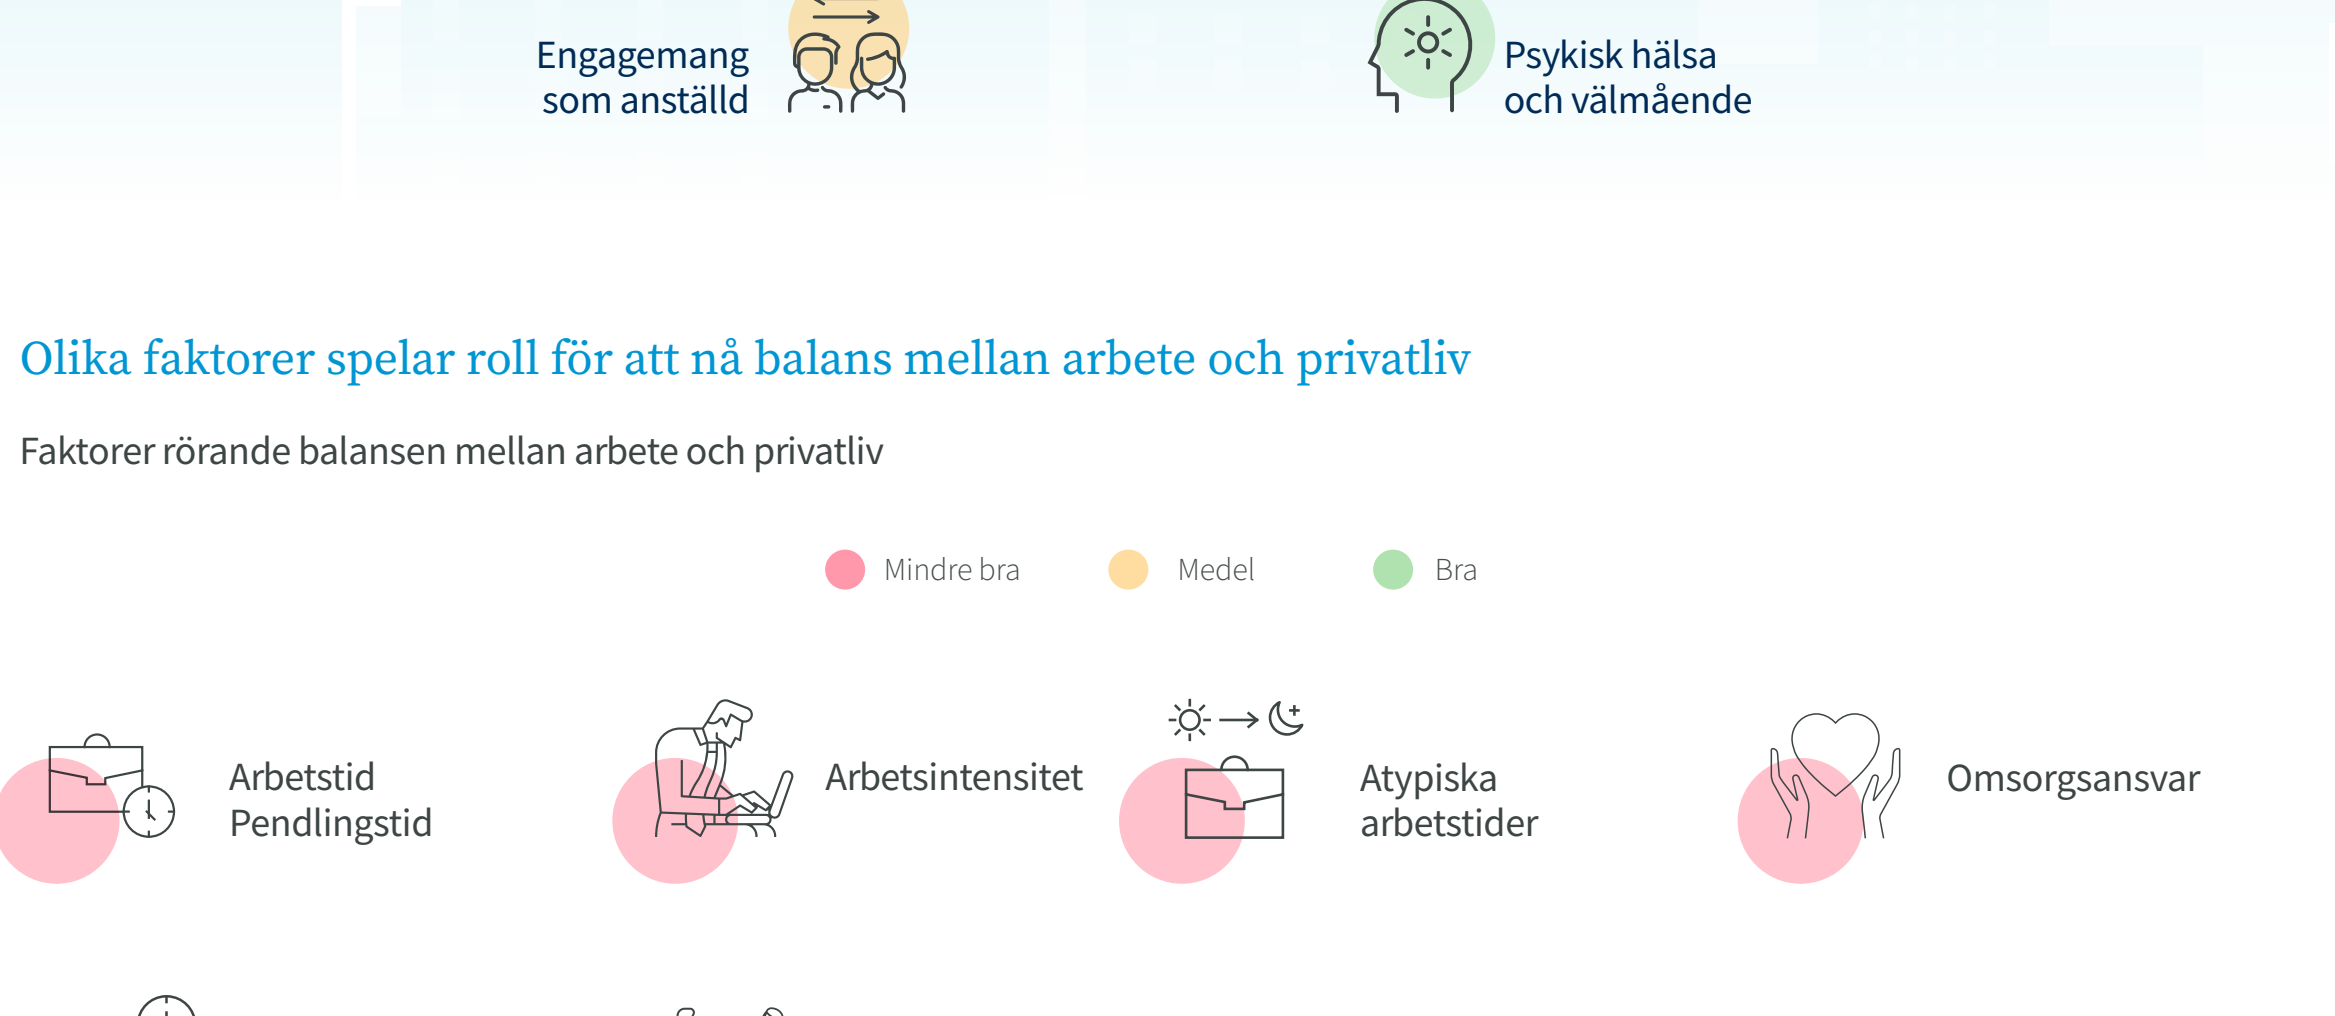 Engagemang
som anställd
Psykisk hälsa
och välmående
Olika faktorer spelar roll för att nå balans mellan arbete och privatliv
Faktorer rörande balansen mellan arbete och privatliv
Mindre bra
Medel
Bra
Arbetstid
Pendlingstid
Arbetsintensitet
Atypiska
arbetstider
Omsorgsansvar